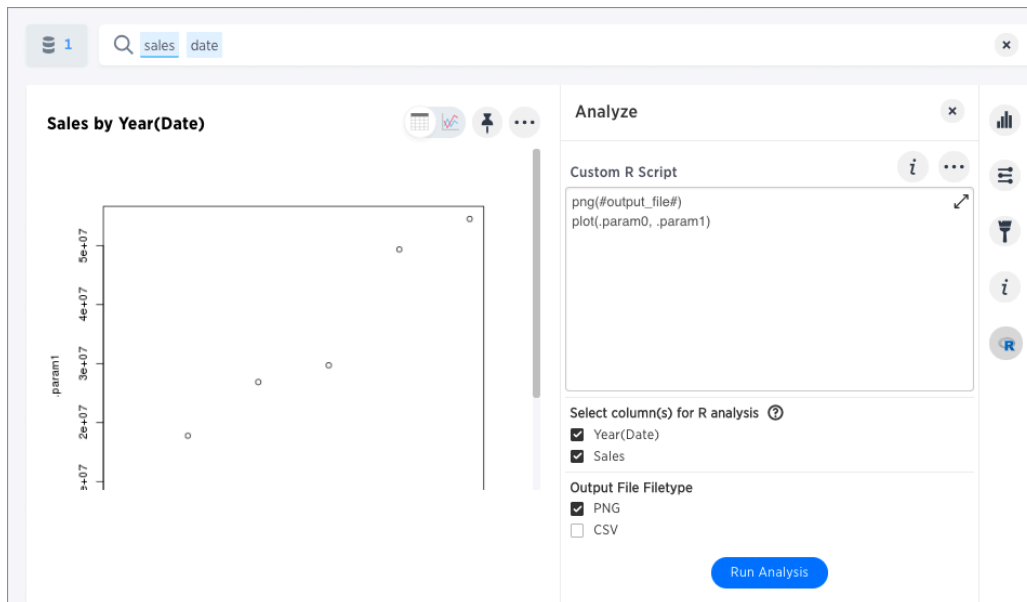 1
sales date
Sales by Year(Date)
5e+07
4e+07
3e+07
2e+07
e+07
.param1
Analyze
Custom R Script
i
png(#output_file#)
plot(.param0, .param1)
Select column(s) for R analysis ?
Year(Date)
Sales
Output File Filetype
PNG
CSV
Run Analysis
i
R